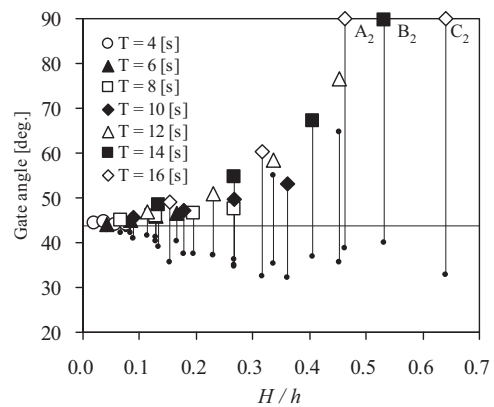 90
80
70
60
50
40
30
20
Gate angle [deg.]
T = 4 [s]
T = 6 [s]
T = 8 [s]
T = 10 [s]
T = 12 [s]
T = 14 [s]
T = 16 [s]
A2 B2 C2
0.0 0.1 0.2 0.3 0.4 0.5 0.6 0.7
H / h